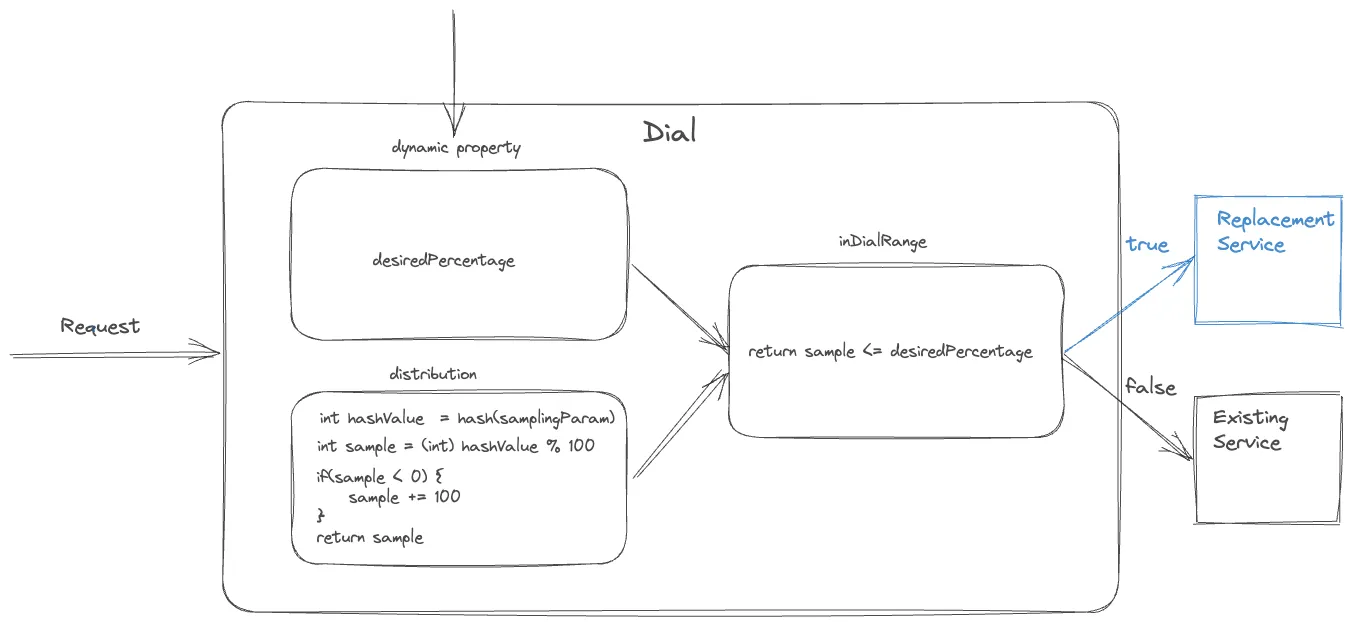 Dial
dynamic property
desiredPercentage
Request
distribution
int hashValue = hash(samplingParam)
int sample = (int) hashValue % 100
if(sample < 0) {
sample += 100
}
return sample
inDialRange
return sample <= desiredPercentage
true
false
Replacement
Service
Existing
Service